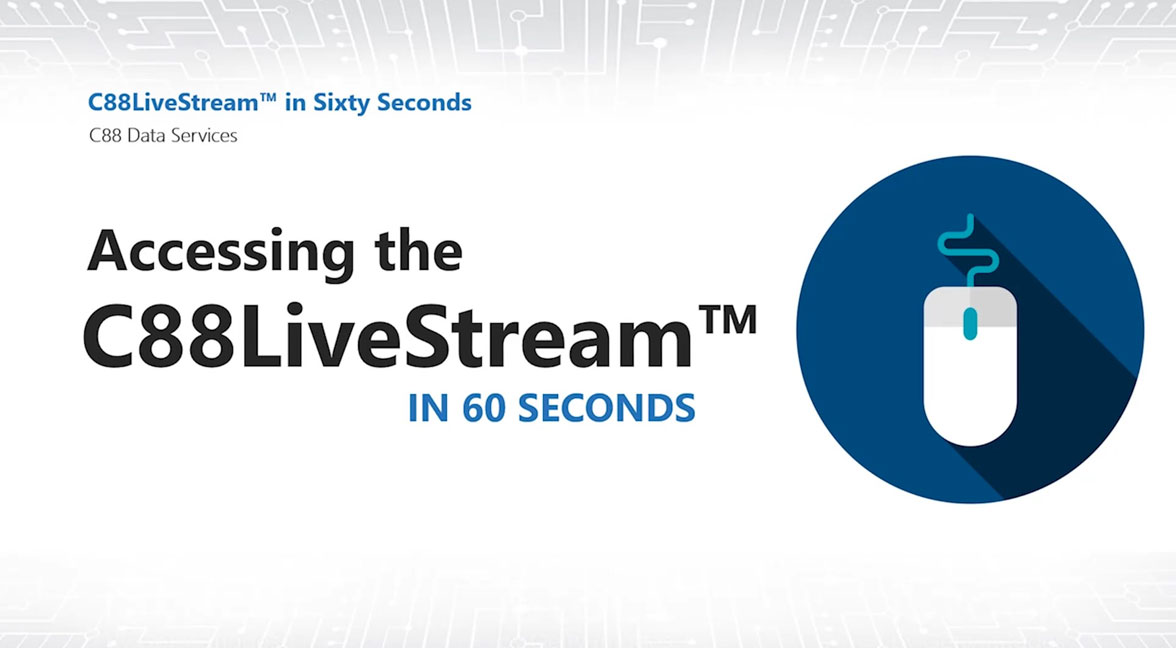 C88LiveStream™ in Sixty Seconds
C88 Data Services
Accessing the
C88LiveStream™
IN 60 SECONDS